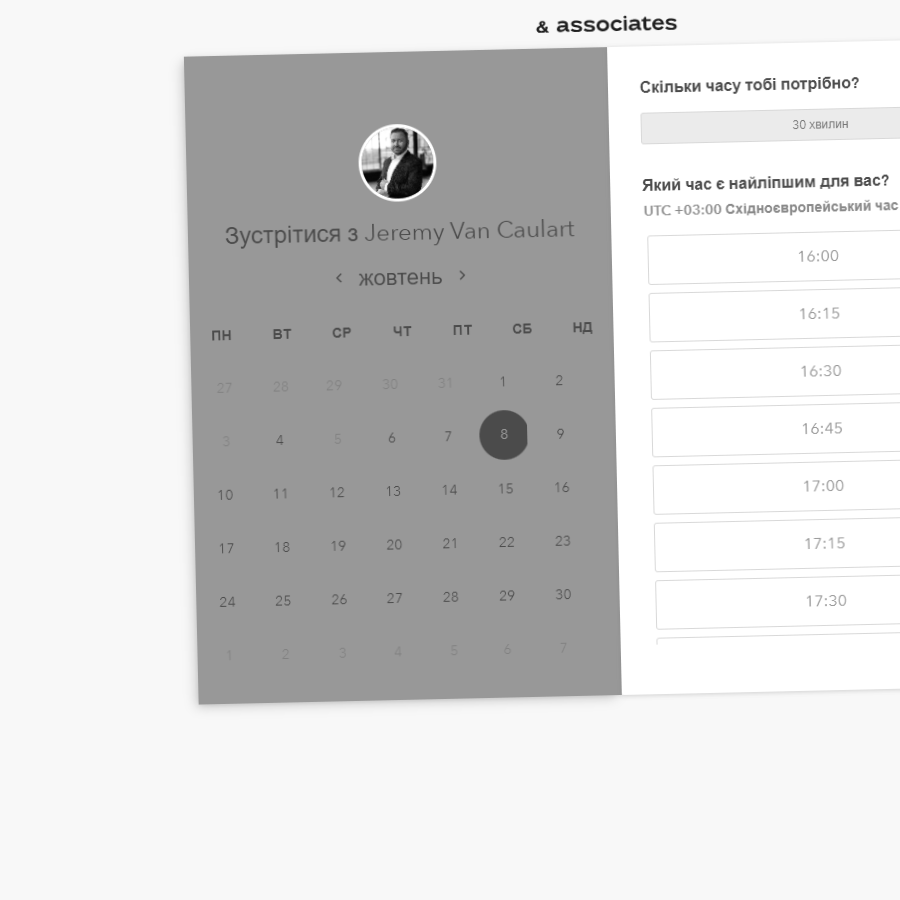 & associates
Зустрітися з Jeremy Van Caulart
‹ жовтень ›
ПН ВТ СР ЧТ ПТ СБ НД
27 28 29 30 31 1 2
3 4 5 6 7 8 9
10 11 12 13 14 15 16
17 18 19 20 21 22 23
24 25 26 27 28 29 30
1 2 3 4 5 6 7
Скільки часу тобі потрібно?
30 хвилин
Який час є найліпшим для вас?
UTC +03:00 Східноєвропейський час
16:00
16:15
16:30
16:45
17:00
17:15
17:30